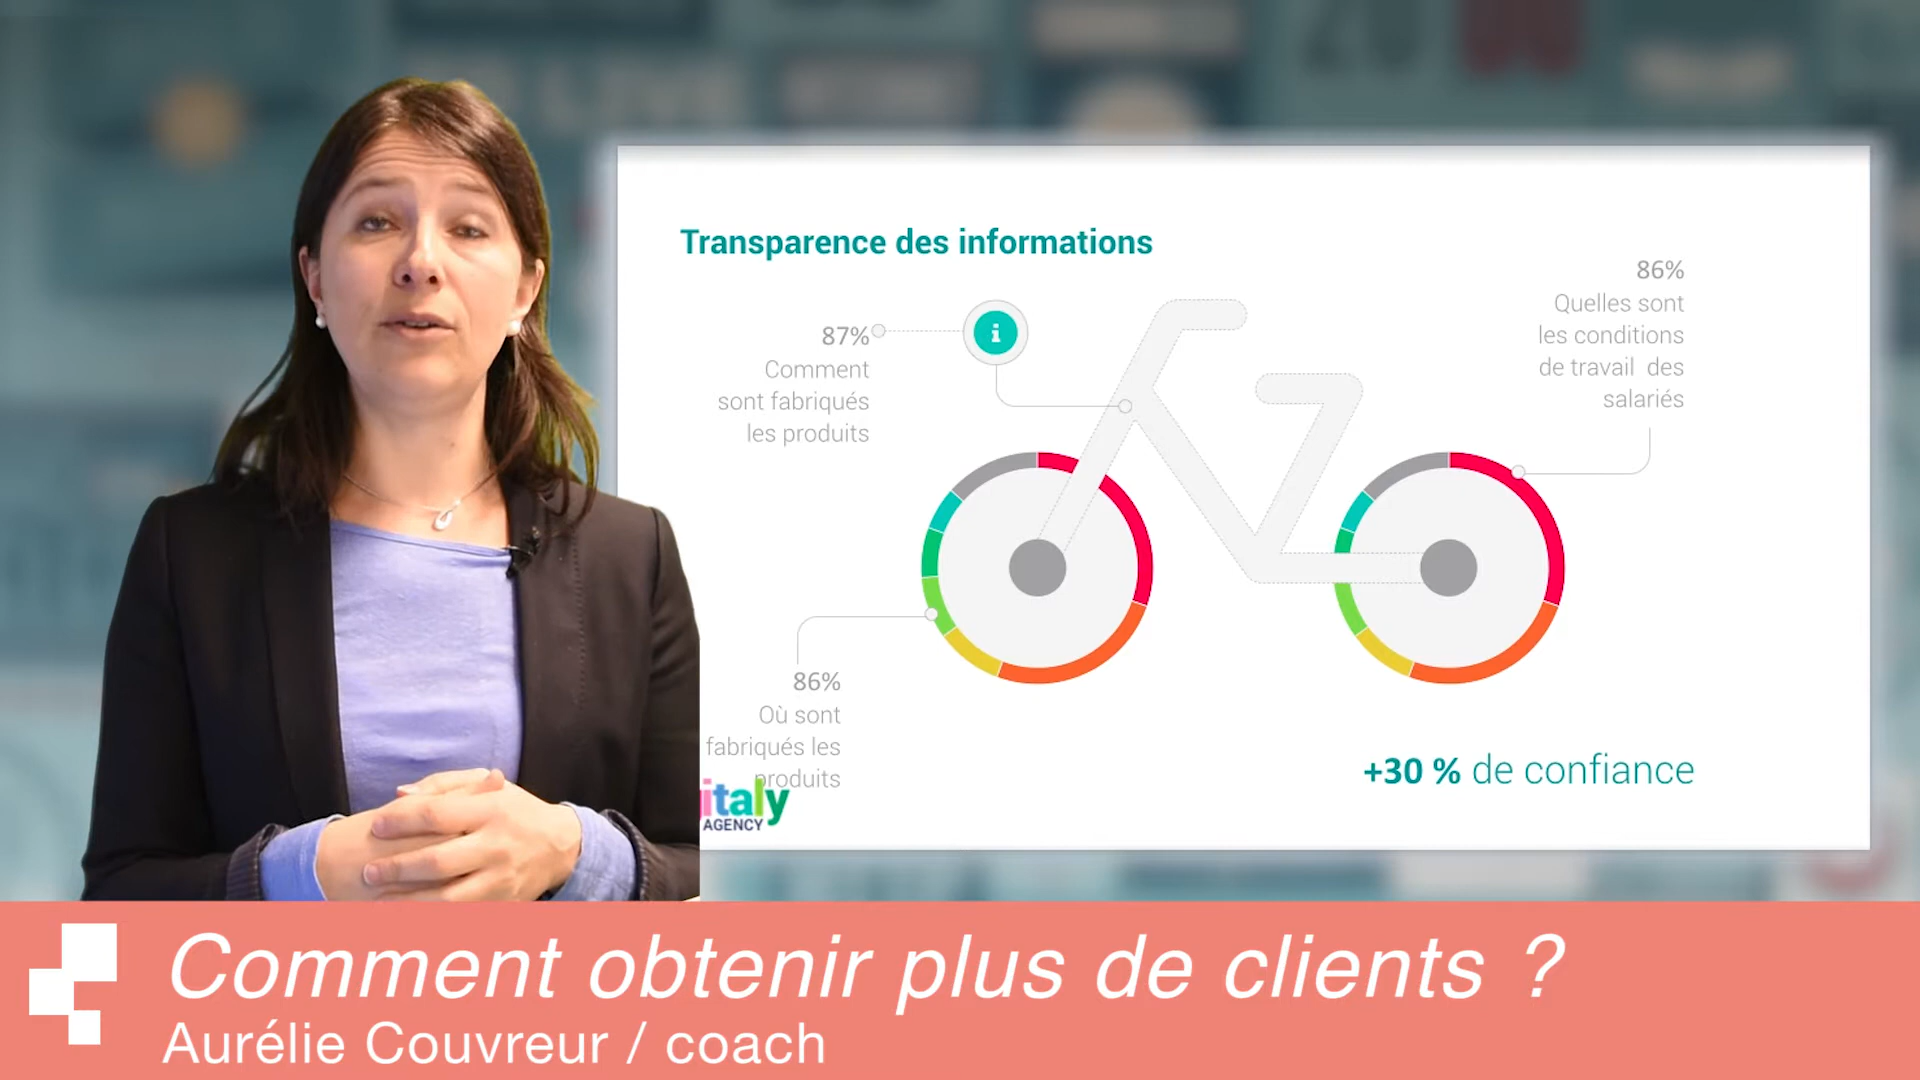 Transparence des informations
87%
Comment
sont fabriqués
les produits
86%
Quelles sont
les conditions
de travail des
salariés
86%
Où sont
fabriqués les
produits
italy
AGENCY
+30 % de confiance
Comment obtenir plus de clients ?
Aurélie Couvreur / coach